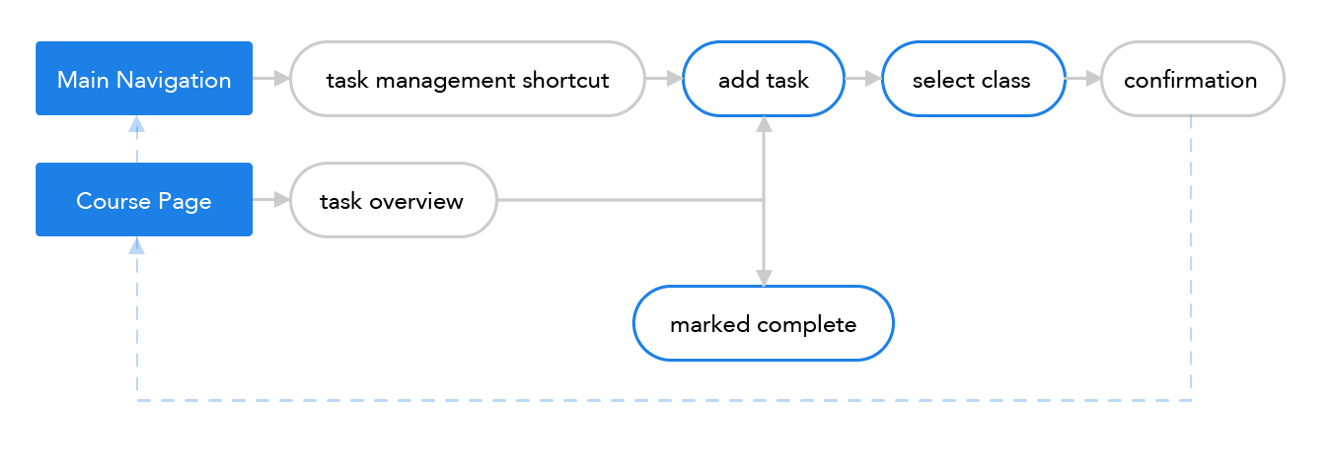 Main Navigation
task management shortcut
add task
select class
confirmation
Course Page
task overview
marked complete